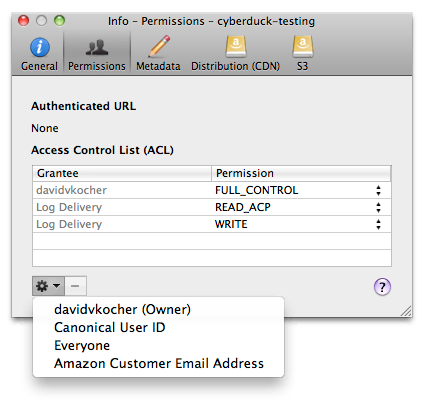 Info – Permissions – cyberduck-testing
General Permissions Metadata Distribution (CDN) S3
Authenticated URL
None
Access Control List (ACL)
Grantee Permission
davidvkocher FULL_CONTROL
Log Delivery READ_ACP
Log Delivery WRITE
?
davidvkocher (Owner)
Canonical User ID
Everyone
Amazon Customer Email Address